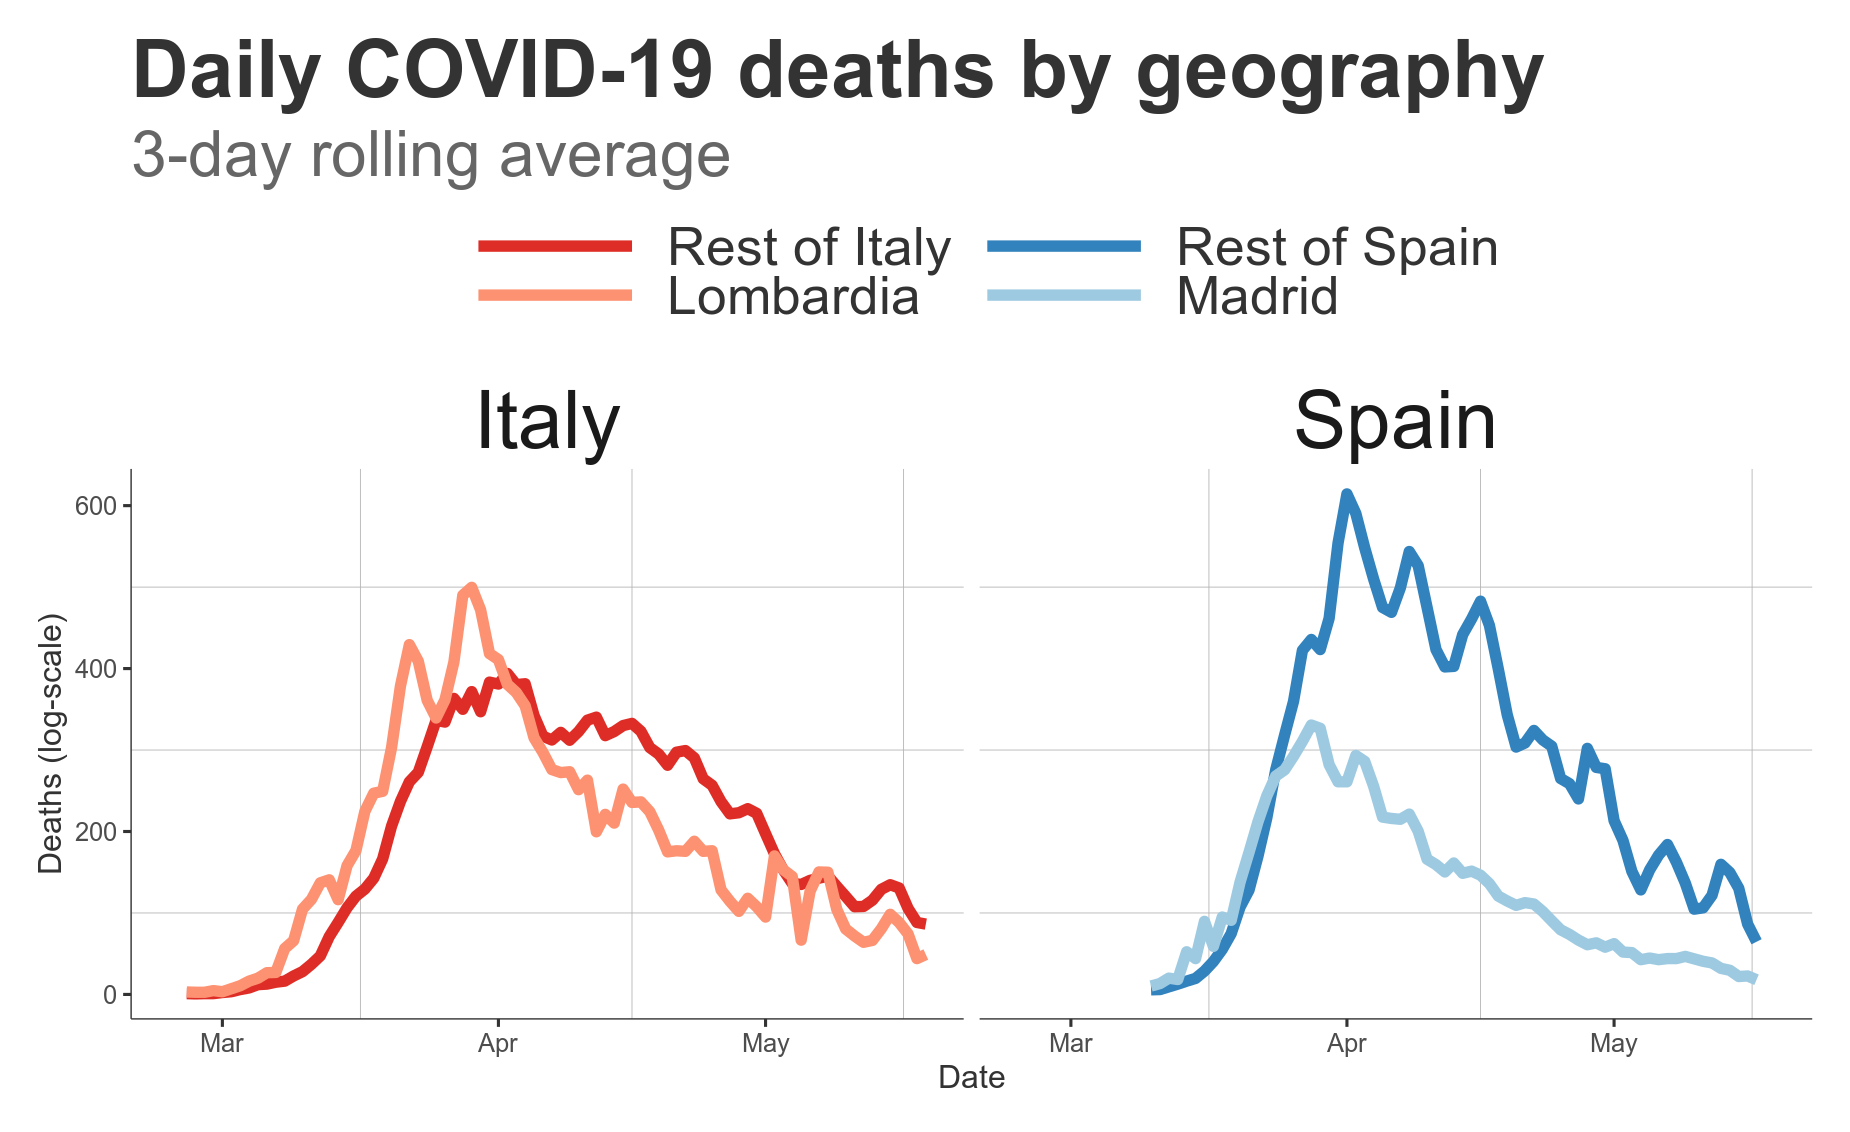 Daily COVID-19 deaths by geography
3-day rolling average
Rest of Italy
Rest of Spain
Lombardia
Madrid
Italy
Spain
Deaths (log-scale)
600
400
200
0
Mar
Apr
May
Mar
Apr
May
Date